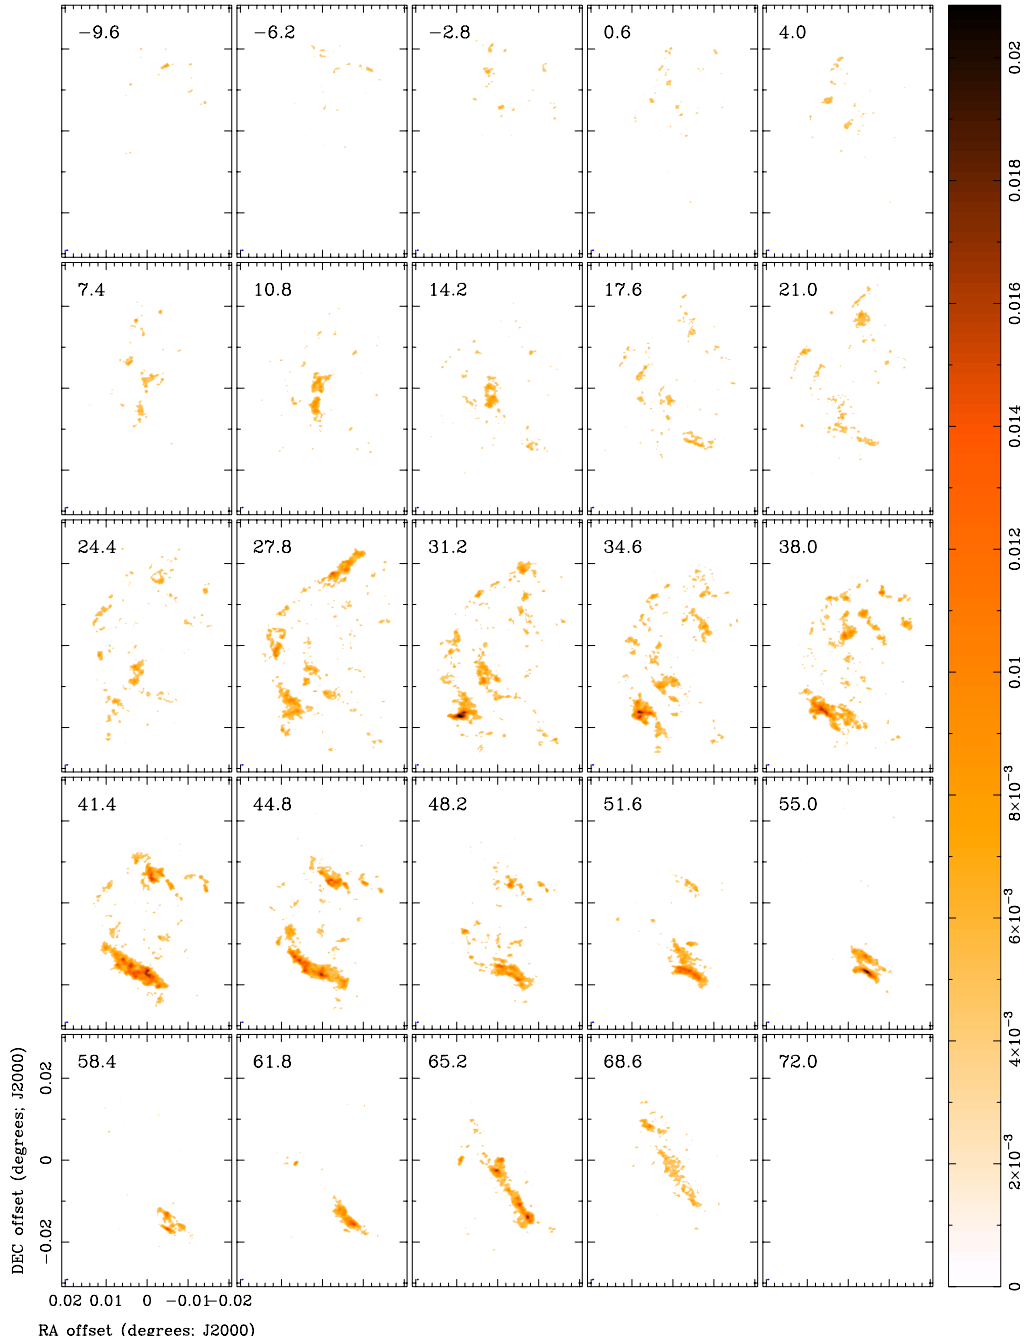 −9.6 −6.2 −2.8 0.6 4.0
7.4 10.8 14.2 17.6 21.0
24.4 27.8 31.2 34.6 38.0
41.4 44.8 48.2 51.6 55.0
58.4 61.8 65.2 68.6 72.0
DEC offset (degrees; J2000)
0.02
0
−0.02
0.02 0.01 0 −0.01 −0.02
RA offset (degrees; J2000)
0.02
0.018
0.016
0.014
0.012
0.01
8×10⁻³
6×10⁻³
4×10⁻³
2×10⁻³
0